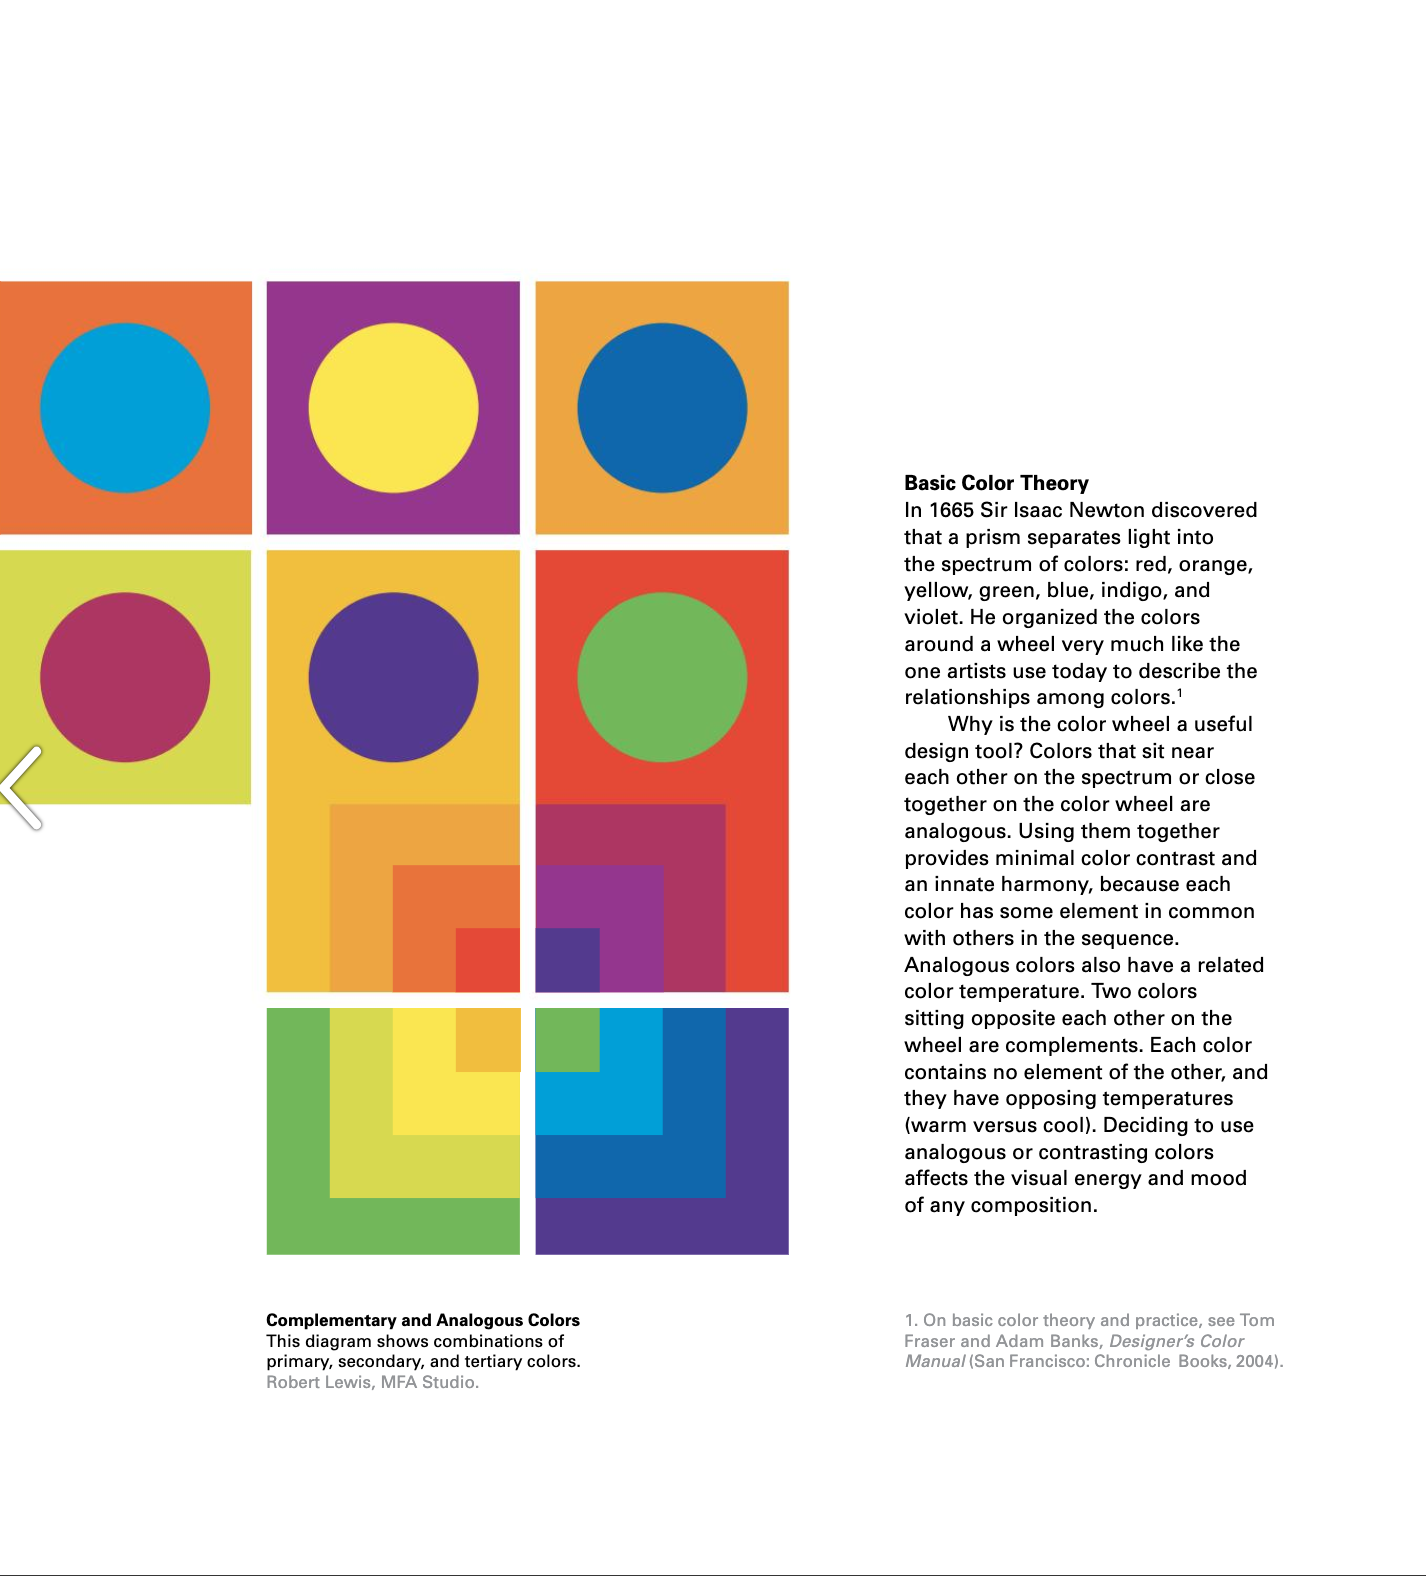 Basic Color Theory
In 1665 Sir Isaac Newton discovered
that a prism separates light into
the spectrum of colors: red, orange,
yellow, green, blue, indigo, and
violet. He organized the colors
around a wheel very much like the
one artists use today to describe the
relationships among colors.¹
Why is the color wheel a useful
design tool? Colors that sit near
each other on the spectrum or close
together on the color wheel are
analogous. Using them together
provides minimal color contrast and
an innate harmony, because each
color has some element in common
with others in the sequence.
Analogous colors also have a related
color temperature. Two colors
sitting opposite each other on the
wheel are complements. Each color
contains no element of the other, and
they have opposing temperatures
(warm versus cool). Deciding to use
analogous or contrasting colors
affects the visual energy and mood
of any composition.
Complementary and Analogous Colors
This diagram shows combinations of
primary, secondary, and tertiary colors.
Robert Lewis, MFA Studio.
1. On basic color theory and practice, see Tom
Fraser and Adam Banks, Designer's Color
Manual (San Francisco: Chronicle Books, 2004).